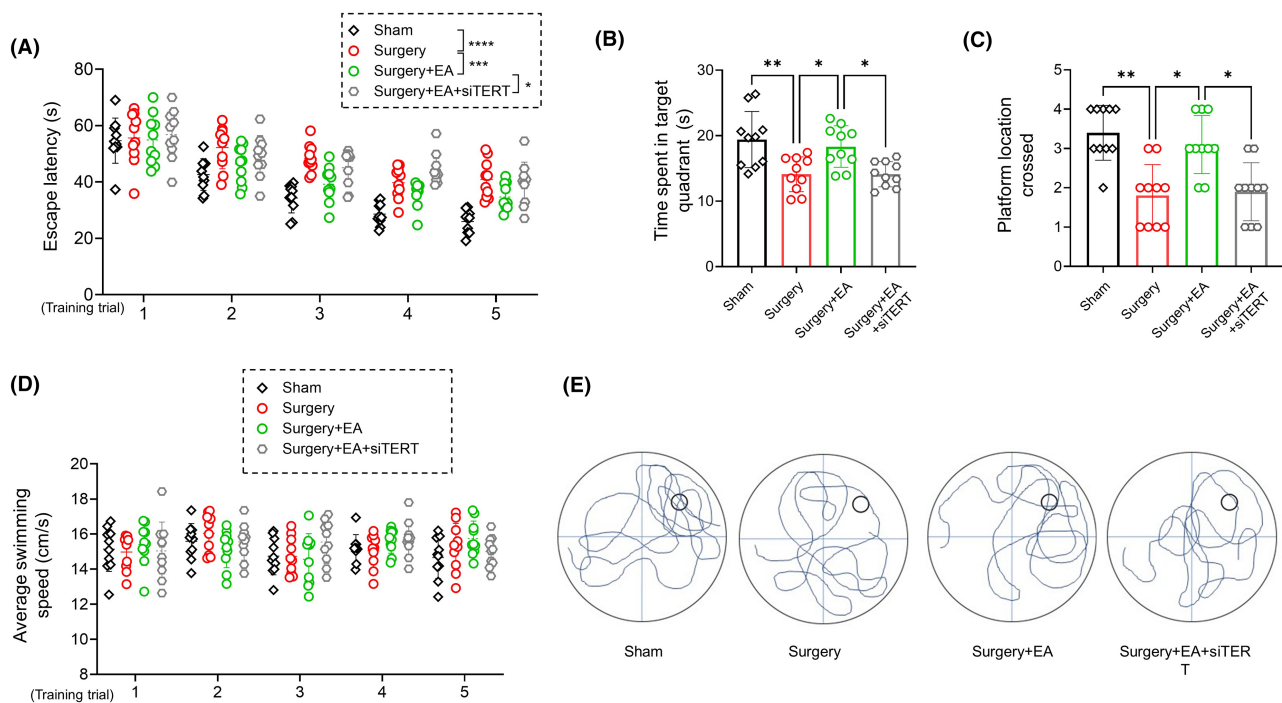 (A)
Sham
Surgery
Surgery+EA
Surgery+EA+siTERT
****
***
*
Escape latency (s)
80
60
40
20
0
(Training trial)
1 2 3 4 5
(B)
** * *
Time spent in target
quadrant (s)
30
20
10
0
Sham
Surgery
Surgery+EA
Surgery+EA
+siTERT
(C)
** * *
Platform location
crossed
5
4
3
2
1
0
Sham
Surgery
Surgery+EA
Surgery+EA
+siTERT
(D)
Sham
Surgery
Surgery+EA
Surgery+EA+siTERT
Average swimming
speed (cm/s)
20
18
16
14
12
10
8
(Training trial)
1 2 3 4 5
(E)
Sham
Surgery
Surgery+EA
Surgery+EA+siTER
T